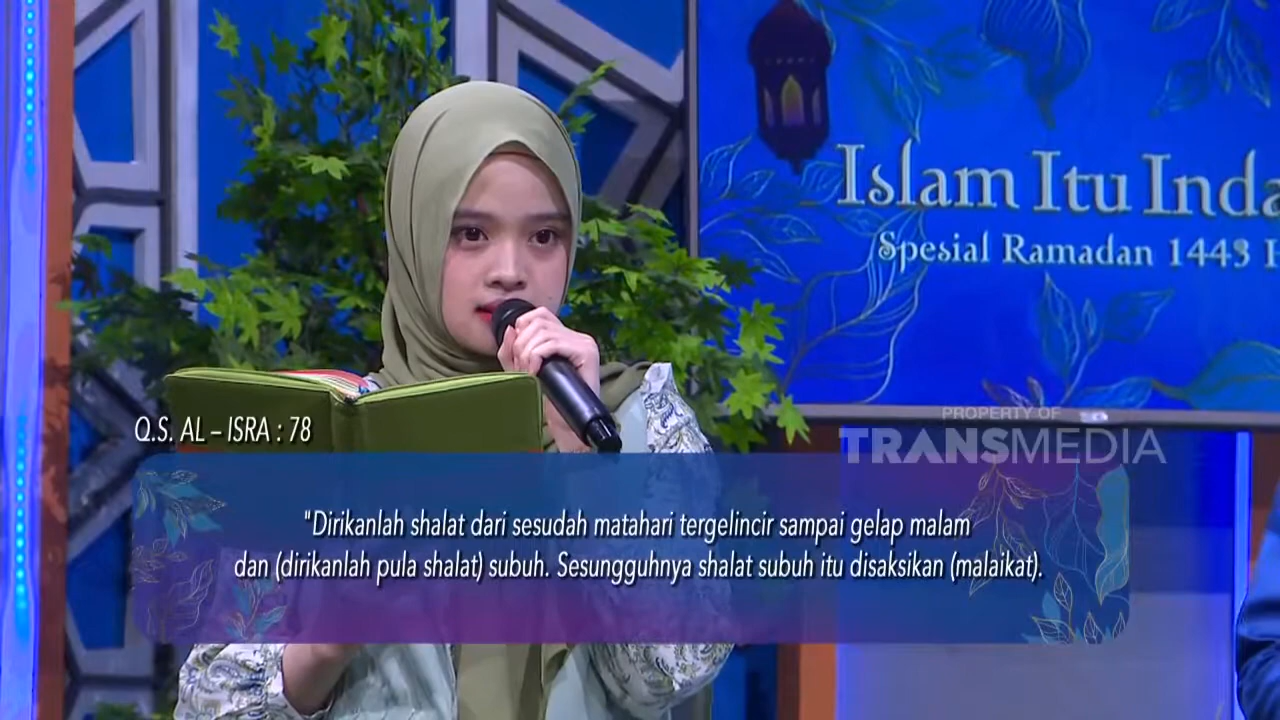 Islam Itu Inda
Spesial Ramadan 1443 H
PROPERTY OF
TRANSMEDIA
Q.S. AL – ISRA : 78
"Dirikanlah shalat dari sesudah matahari tergelincir sampai gelap malam
dan (dirikanlah pula shalat) subuh. Sesungguhnya shalat subuh itu disaksikan (malaikat).